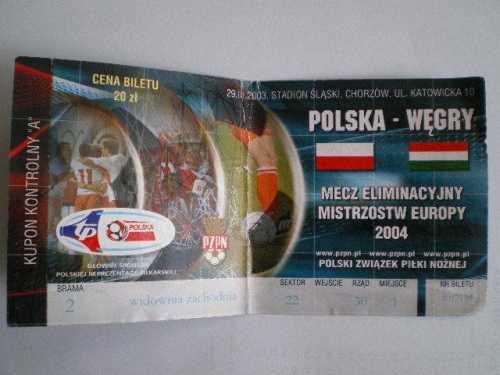 KUPON KONTROLNY "A"
CENA BILETU
20 zł
tp POLSKA
GŁÓWNY SPONSOR
POLSKIEJ REPREZENTACJI PIŁKARSKIEJ
PZPN
BRAMA
2
widownia zachodnia
29.III.2003, STADION ŚLĄSKI, CHORZÓW, UL. KATOWICKA 10
POLSKA - WĘGRY
MECZ ELIMINACYJNY
MISTRZOSTW EUROPY
2004
www.pzpn.pl www.pzpn.pl www.pzpn.pl
POLSKI ZWIĄZEK PIŁKI NOŻNEJ
SEKTOR WEJŚCIE RZĄD MIEJSCE NR BILETU
22 30 1